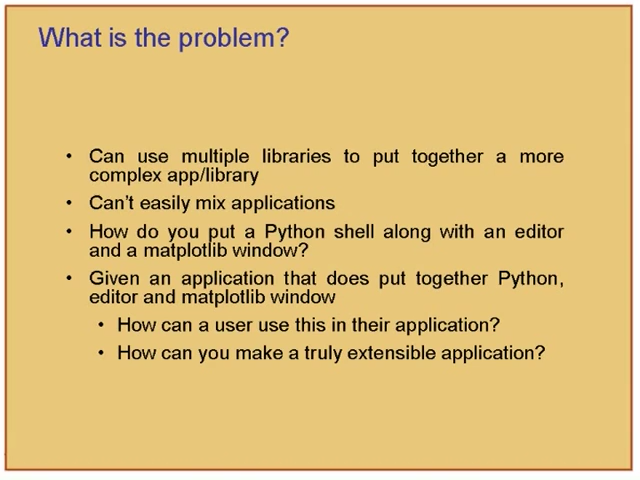 What is the problem?
• Can use multiple libraries to put together a more
complex app/library
• Can't easily mix applications
• How do you put a Python shell along with an editor
and a matplotlib window?
• Given an application that does put together Python,
editor and matplotlib window
• How can a user use this in their application?
• How can you make a truly extensible application?